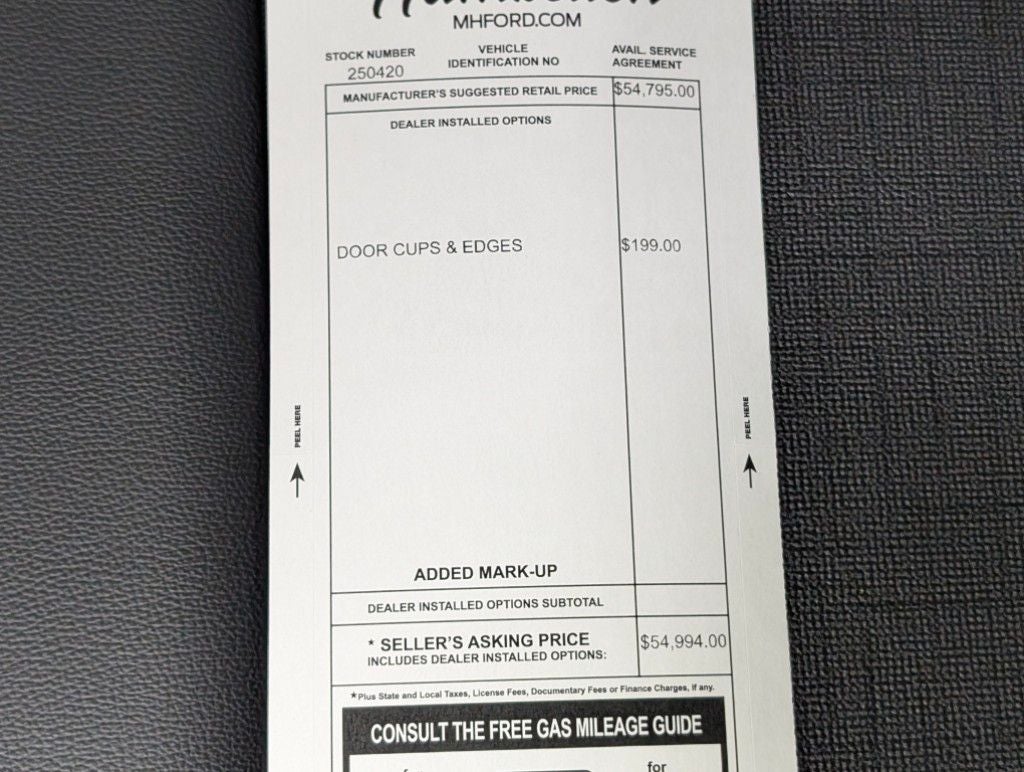 MHFORD.COM
STOCK NUMBER
250420
VEHICLE
IDENTIFICATION NO
AVAIL. SERVICE
AGREEMENT
MANUFACTURER'S SUGGESTED RETAIL PRICE $54,795.00
DEALER INSTALLED OPTIONS
DOOR CUPS & EDGES $199.00
PEEL HERE
PEEL HERE
ADDED MARK-UP
DEALER INSTALLED OPTIONS SUBTOTAL
* SELLER'S ASKING PRICE $54,994.00
INCLUDES DEALER INSTALLED OPTIONS:
*Plus State and Local Taxes, License Fees, Documentary Fees or Finance Charges, If any.
CONSULT THE FREE GAS MILEAGE GUIDE
for